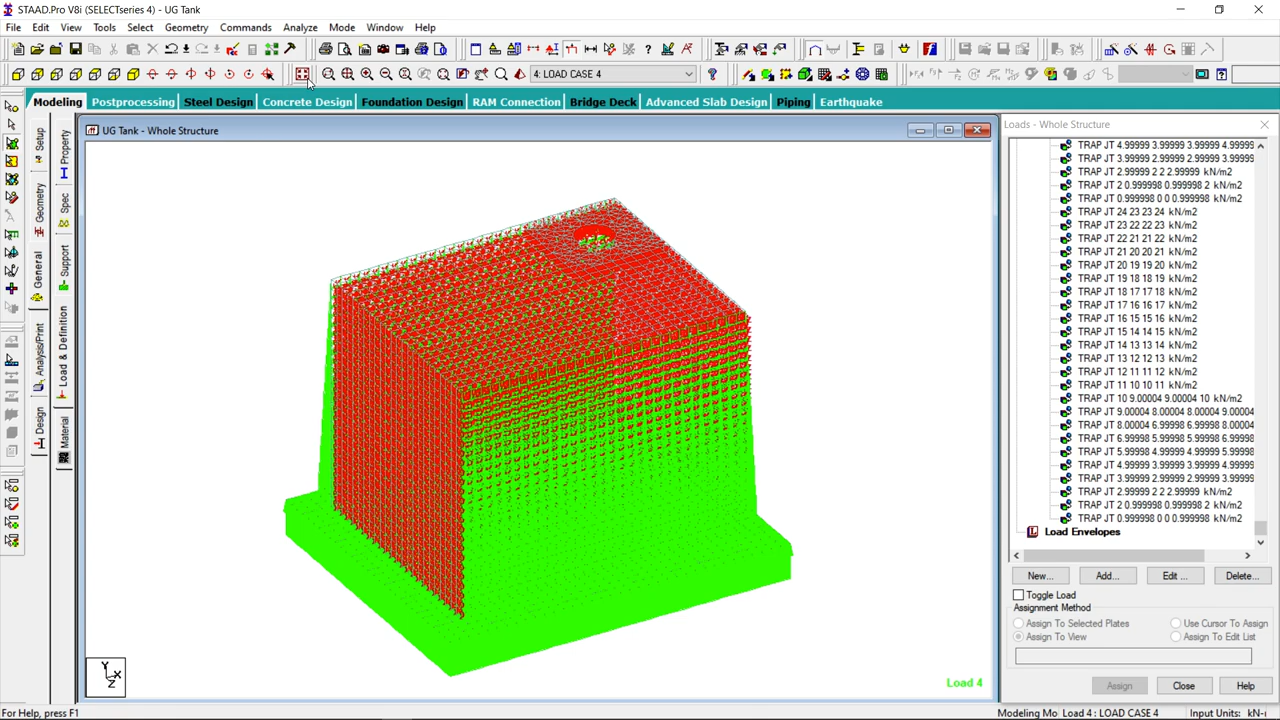 STAAD.Pro V8i (SELECTseries 4) - UG Tank
File Edit View Tools Select Geometry Commands Analyze Mode Window Help
4: LOAD CASE 4
Modeling Postprocessing Steel Design Concrete Design Foundation Design RAM Connection Bridge Deck Advanced Slab Design Piping Earthquake
Setup
Geometry
General
Analysis/Print
Design
Property
Spec
Support
Load & Definition
Material
UG Tank - Whole Structure
Y
X
Z
Load 4
Loads - Whole Structure
TRAP JT 4.99999 3.99999 3.99999 4.99999
TRAP JT 3.99999 2.99999 2.99999 3.99999
TRAP JT 2.99999 2 2 2.99999 kN/m2
TRAP JT 2 0.999998 0.999998 2 kN/m2
TRAP JT 0.999998 0 0 0.999998 kN/m2
TRAP JT 24 23 23 24 kN/m2
TRAP JT 23 22 22 23 kN/m2
TRAP JT 22 21 21 22 kN/m2
TRAP JT 21 20 20 21 kN/m2
TRAP JT 20 19 19 20 kN/m2
TRAP JT 19 18 18 19 kN/m2
TRAP JT 18 17 17 18 kN/m2
TRAP JT 17 16 16 17 kN/m2
TRAP JT 16 15 15 16 kN/m2
TRAP JT 15 14 14 15 kN/m2
TRAP JT 14 13 13 14 kN/m2
TRAP JT 13 12 12 13 kN/m2
TRAP JT 12 11 11 12 kN/m2
TRAP JT 11 10 10 11 kN/m2
TRAP JT 10 9.00004 9.00004 10 kN/m2
TRAP JT 9.00004 8.00004 8.00004 9.00004
TRAP JT 8.00004 6.99998 6.99998 8.00004
TRAP JT 6.99998 5.99998 5.99998 6.99998
TRAP JT 5.99998 4.99999 4.99999 5.99998
TRAP JT 4.99999 3.99999 3.99999 4.99999
TRAP JT 3.99999 2.99999 2.99999 3.99999
TRAP JT 2.99999 2 2 2.99999 kN/m2
TRAP JT 2 0.999998 0.999998 2 kN/m2
TRAP JT 0.999998 0 0 0.999998 kN/m2
Load Envelopes
New... Add... Edit ... Delete...
Toggle Load
Assignment Method
Assign To Selected Plates Use Cursor To Assign
Assign To View Assign To Edit List
Assign Close Help
For Help, press F1 Modeling Mo Load 4 : LOAD CASE 4 Input Units: kN-